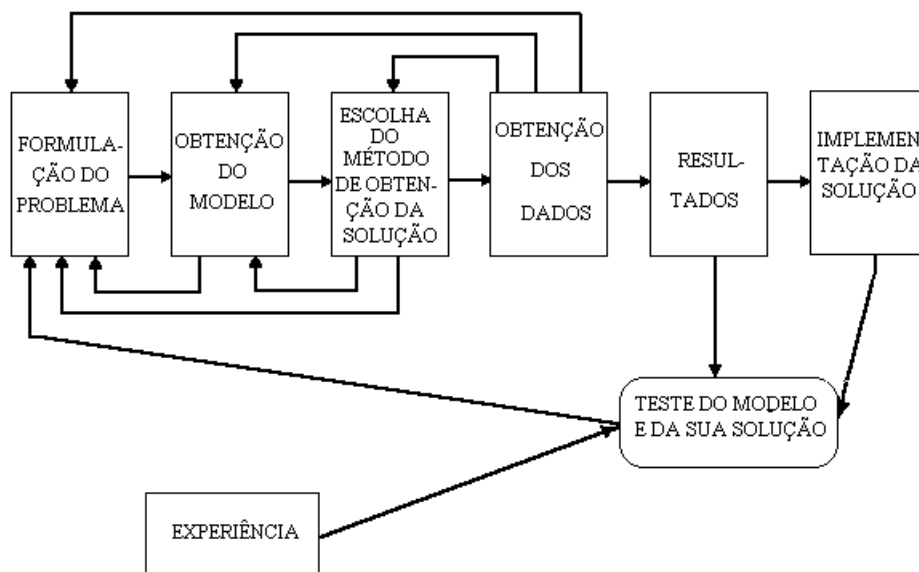 FORMULA-
ÇÃO DO
PROBLEMA
OBTENÇÃO
DO
MODELO
ESCOLHA
DO
MÉTODO
DE OBTEN-
ÇÃO DA
SOLUÇÃO
OBTENÇÃO
DOS
DADOS
RESUL-
TADOS
IMPLEMEN
TAÇÃO DA
SOLUÇÃO
TESTE DO MODELO
E DA SUA SOLUÇÃO
EXPERIÊNCIA